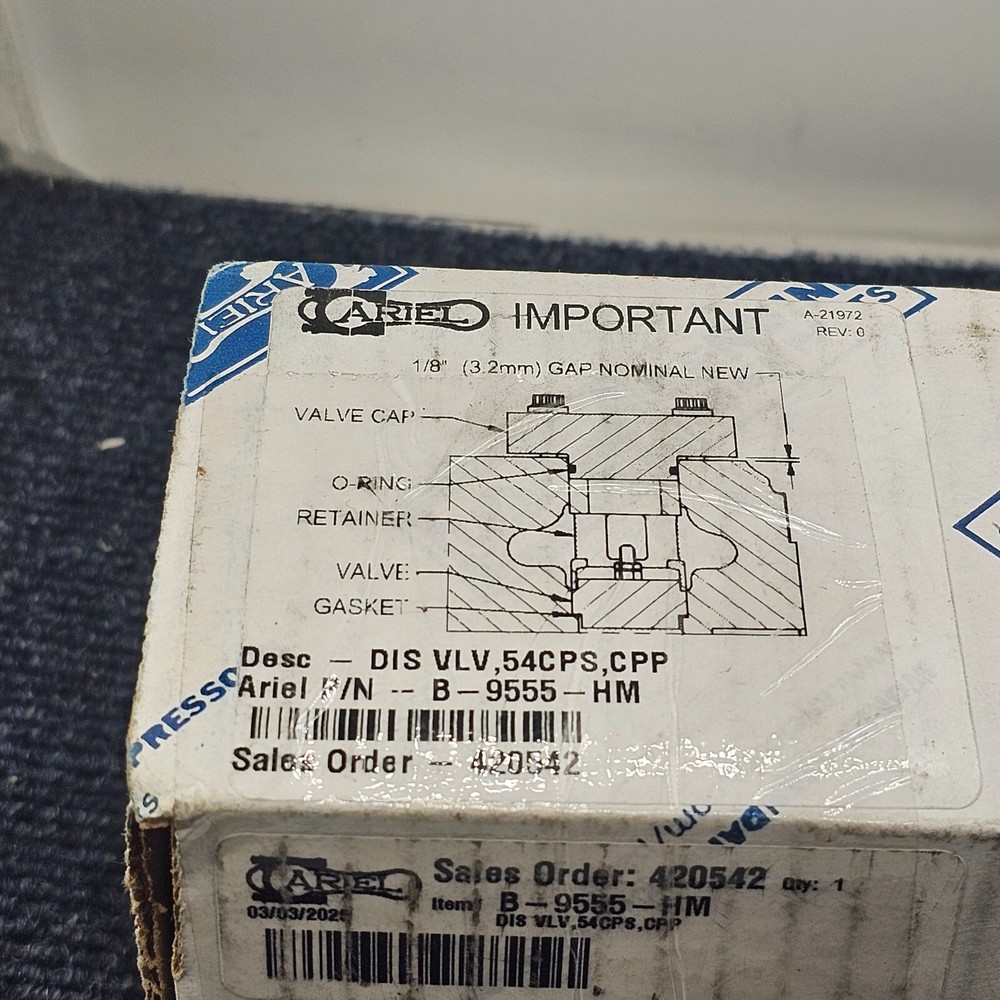 ARIEL
ARIEL IMPORTANT A-21972
REV: 0
1/8" (3.2mm) GAP NOMINAL NEW
VALVE CAP
O-RING
RETAINER
VALVE
GASKET
Desc - DIS VLV,54CPS,CPP
Ariel P/N -- B-9555-HM
PRESSO
Sales Order -- 420542
S
ARIEL Sales Order: 420542 Qty: 1
Item: B-9555-HM
03/03/2025 DIS VLV,54CPS,CPP